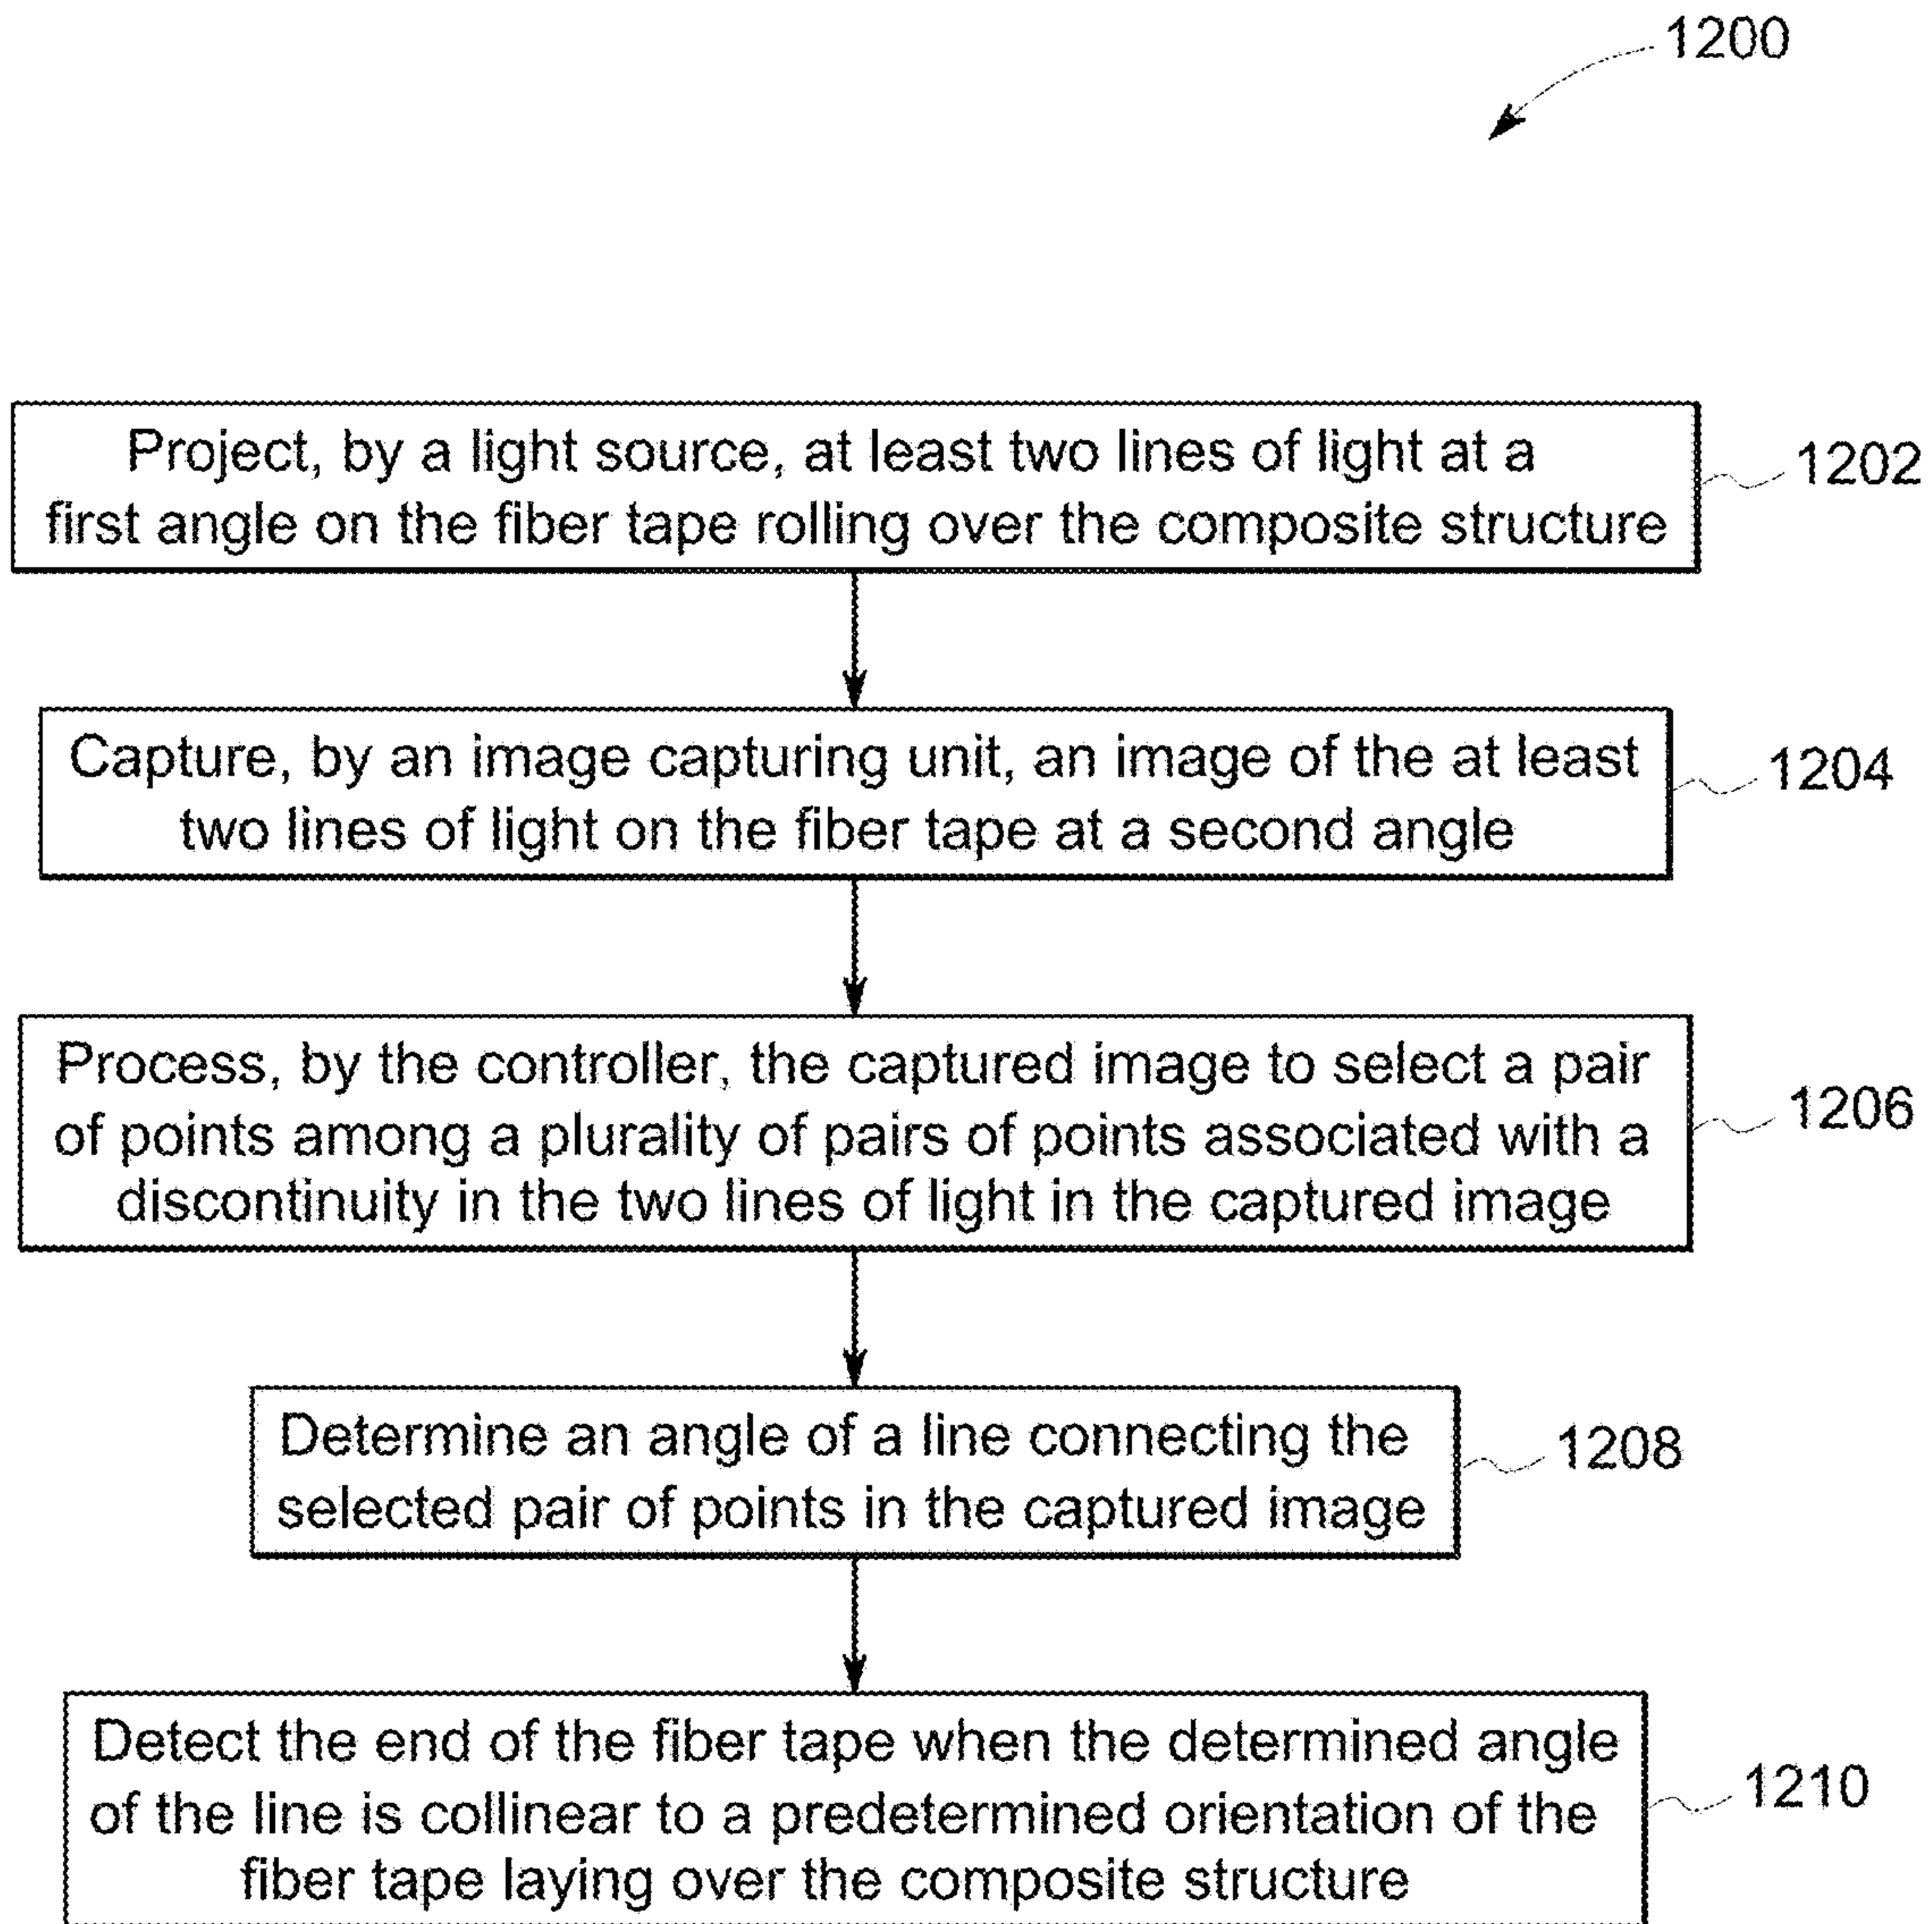 1200
Project, by a light source, at least two lines of light at a
first angle on the fiber tape rolling over the composite structure
1202
Capture, by an image capturing unit, an image of the at least
two lines of light on the fiber tape at a second angle
1204
Process, by the controller, the captured image to select a pair
of points among a plurality of pairs of points associated with a
discontinuity in the two lines of light in the captured image
1206
Determine an angle of a line connecting the
selected pair of points in the captured image
1208
Detect the end of the fiber tape when the determined angle
of the line is collinear to a predetermined orientation of the
fiber tape laying over the composite structure
1210